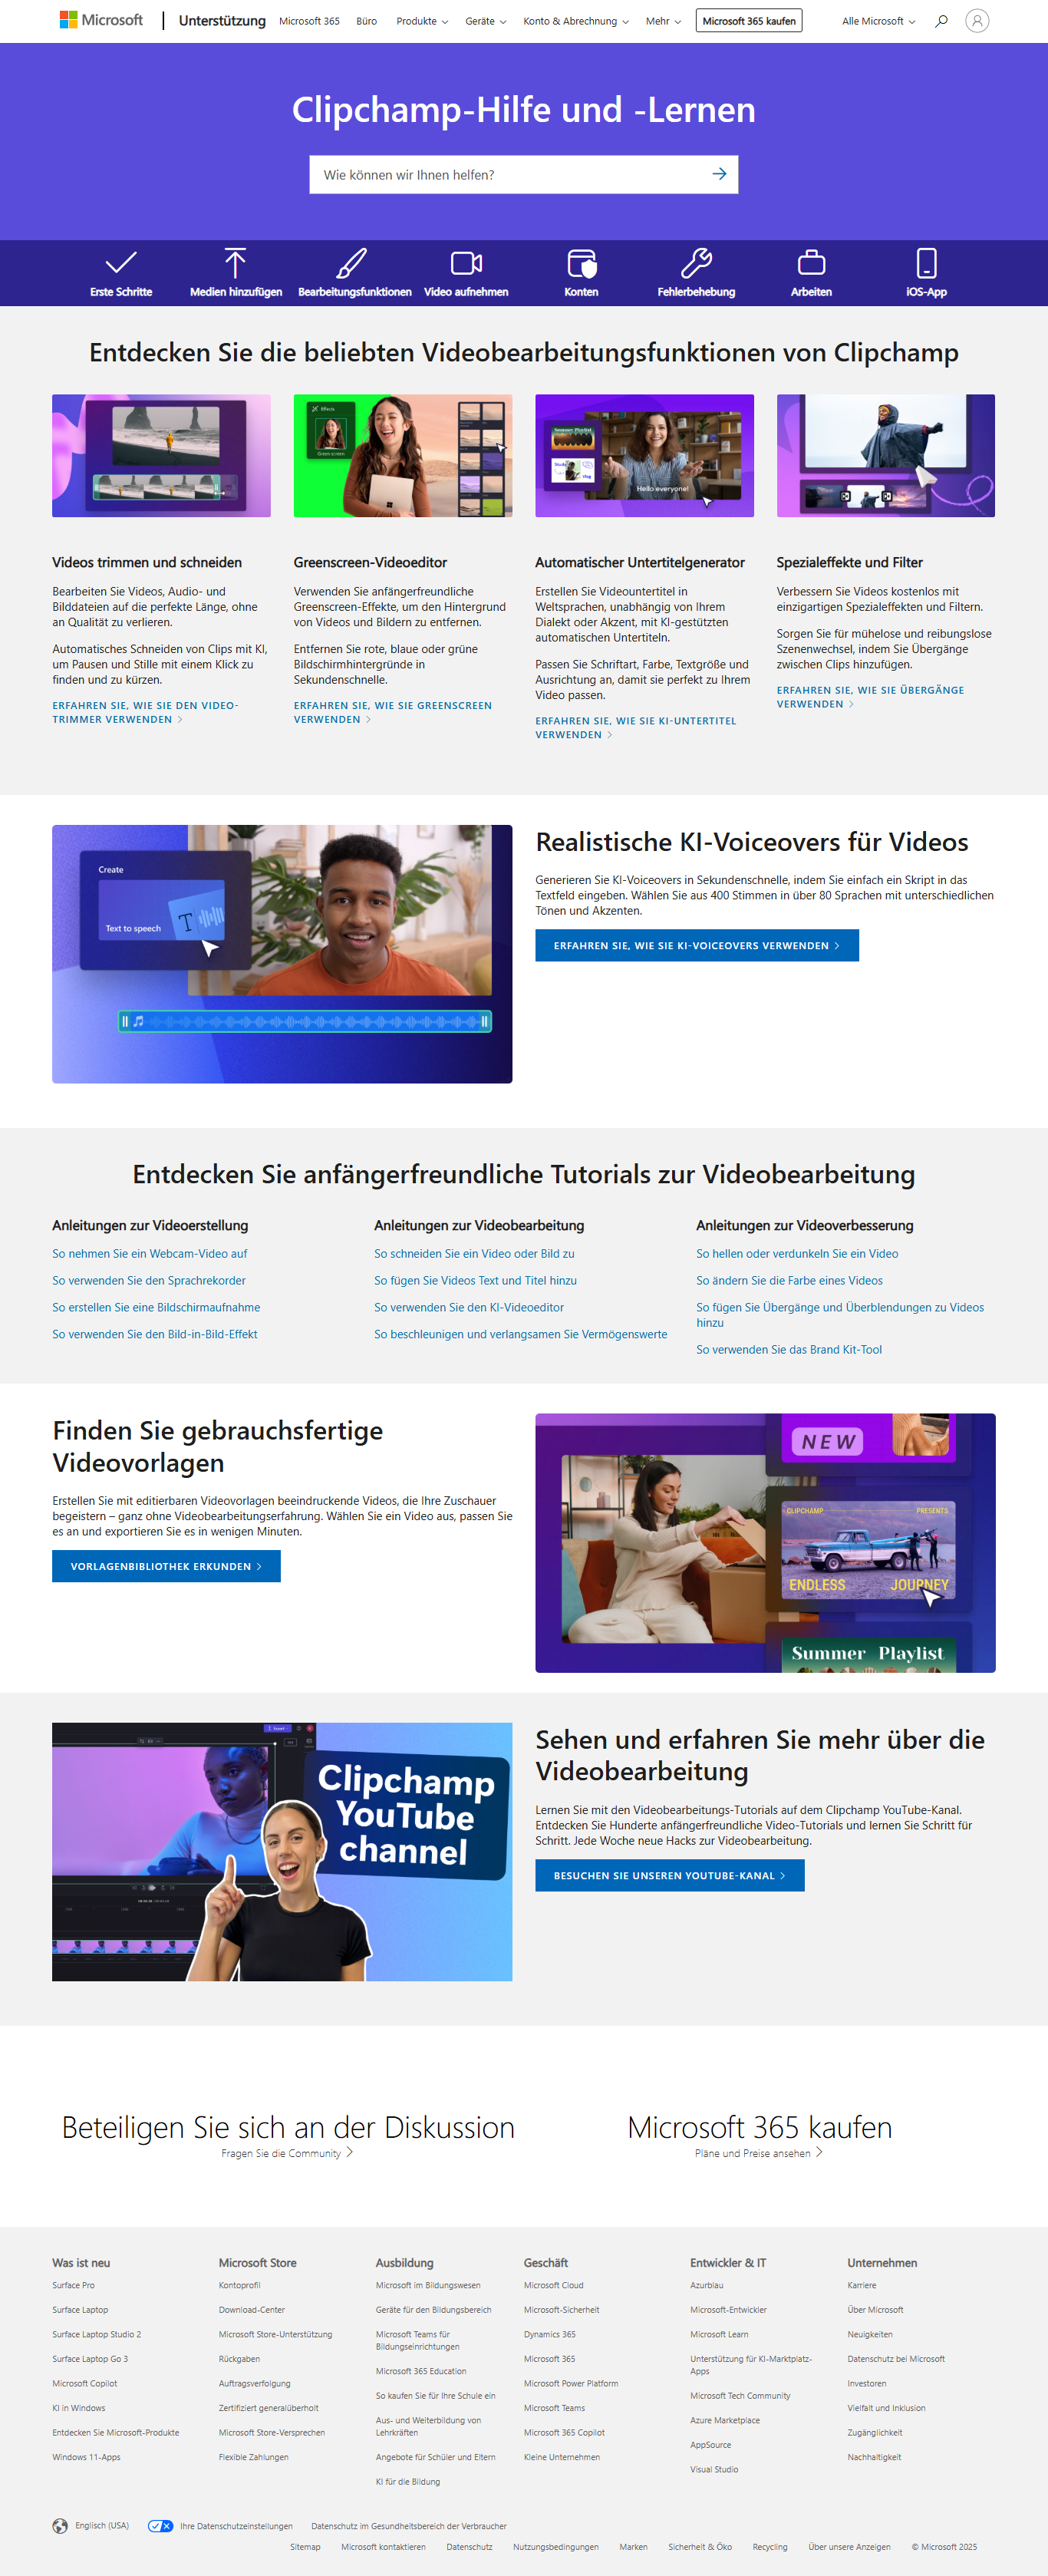 Microsoft
Unterstützung
Microsoft 365
Büro
Produkte
Geräte
Konto & Abrechnung
Mehr
Microsoft 365 kaufen
Alle Microsoft
Clipchamp-Hilfe und -Lernen
Wie können wir Ihnen helfen?
Erste Schritte
Medien hinzufügen
Bearbeitungsfunktionen
Video aufnehmen
Konten
Fehlerbehebung
Arbeiten
iOS-App
Entdecken Sie die beliebten Videobearbeitungsfunktionen von Clipchamp
Effects
Green screen
Summer Playlist
vlog
Hello everyone!
Videos trimmen und schneiden
Bearbeiten Sie Videos, Audio- und
Bilddateien auf die perfekte Länge, ohne
an Qualität zu verlieren.
Automatisches Schneiden von Clips mit KI,
um Pausen und Stille mit einem Klick zu
finden und zu kürzen.
ERFAHREN SIE, WIE SIE DEN VIDEO-
TRIMMER VERWENDEN
Greenscreen-Videoeditor
Verwenden Sie anfängerfreundliche
Greenscreen-Effekte, um den Hintergrund
von Videos und Bildern zu entfernen.
Entfernen Sie rote, blaue oder grüne
Bildschirmhintergründe in
Sekundenschnelle.
ERFAHREN SIE, WIE SIE GREENSCREEN
VERWENDEN
Automatischer Untertitelgenerator
Erstellen Sie Videountertitel in
Weltsprachen, unabhängig von Ihrem
Dialekt oder Akzent, mit KI-gestützten
automatischen Untertiteln.
Passen Sie Schriftart, Farbe, Textgröße und
Ausrichtung an, damit sie perfekt zu Ihrem
Video passen.
ERFAHREN SIE, WIE SIE KI-UNTERTITEL
VERWENDEN
Spezialeffekte und Filter
Verbessern Sie Videos kostenlos mit
einzigartigen Spezialeffekten und Filtern.
Sorgen Sie für mühelose und reibungslose
Szenenwechsel, indem Sie Übergänge
zwischen Clips hinzufügen.
ERFAHREN SIE, WIE SIE ÜBERGÄNGE
VERWENDEN
Create
T
Text to speech
Realistische KI-Voiceovers für Videos
Generieren Sie KI-Voiceovers in Sekundenschnelle, indem Sie einfach ein Skript in das
Textfeld eingeben. Wählen Sie aus 400 Stimmen in über 80 Sprachen mit unterschiedlichen
Tönen und Akzenten.
ERFAHREN SIE, WIE SIE KI-VOICEOVERS VERWENDEN
Entdecken Sie anfängerfreundliche Tutorials zur Videobearbeitung
Anleitungen zur Videoerstellung
So nehmen Sie ein Webcam-Video auf
So verwenden Sie den Sprachrekorder
So erstellen Sie eine Bildschirmaufnahme
So verwenden Sie den Bild-in-Bild-Effekt
Anleitungen zur Videobearbeitung
So schneiden Sie ein Video oder Bild zu
So fügen Sie Videos Text und Titel hinzu
So verwenden Sie den KI-Videoeditor
So beschleunigen und verlangsamen Sie Vermögenswerte
Anleitungen zur Videoverbesserung
So hellen oder verdunkeln Sie ein Video
So ändern Sie die Farbe eines Videos
So fügen Sie Übergänge und Überblendungen zu Videos
hinzu
So verwenden Sie das Brand Kit-Tool
Finden Sie gebrauchsfertige
Videovorlagen
Erstellen Sie mit editierbaren Videovorlagen beeindruckende Videos, die Ihre Zuschauer
begeistern – ganz ohne Videobearbeitungserfahrung. Wählen Sie ein Video aus, passen Sie
es an und exportieren Sie es in wenigen Minuten.
VORLAGENBIBLIOTHEK ERKUNDEN
NEW
CLIPCHAMP PRESENTS
ENDLESS JOURNEY
Summer Playlist
Export
Clipchamp
YouTube
channel
Sehen und erfahren Sie mehr über die
Videobearbeitung
Lernen Sie mit den Videobearbeitungs-Tutorials auf dem Clipchamp YouTube-Kanal.
Entdecken Sie Hunderte anfängerfreundliche Video-Tutorials und lernen Sie Schritt für
Schritt. Jede Woche neue Hacks zur Videobearbeitung.
BESUCHEN SIE UNSEREN YOUTUBE-KANAL
Beteiligen Sie sich an der Diskussion
Fragen Sie die Community
Microsoft 365 kaufen
Pläne und Preise ansehen
Was ist neu
Surface Pro
Surface Laptop
Surface Laptop Studio 2
Surface Laptop Go 3
Microsoft Copilot
KI in Windows
Entdecken Sie Microsoft-Produkte
Windows 11-Apps
Microsoft Store
Kontoprofil
Download-Center
Microsoft Store-Unterstützung
Rückgaben
Auftragsverfolgung
Zertifiziert generalüberholt
Microsoft Store-Versprechen
Flexible Zahlungen
Ausbildung
Microsoft im Bildungswesen
Geräte für den Bildungsbereich
Microsoft Teams für
Bildungseinrichtungen
Microsoft 365 Education
So kaufen Sie für Ihre Schule ein
Aus- und Weiterbildung von
Lehrkräften
Angebote für Schüler und Eltern
KI für die Bildung
Geschäft
Microsoft Cloud
Microsoft-Sicherheit
Dynamics 365
Microsoft 365
Microsoft Power Platform
Microsoft Teams
Microsoft 365 Copilot
Kleine Unternehmen
Entwickler & IT
Azurblau
Microsoft-Entwickler
Microsoft Learn
Unterstützung für KI-Marktplatz-
Apps
Microsoft Tech Community
Azure Marketplace
AppSource
Visual Studio
Unternehmen
Karriere
Über Microsoft
Neuigkeiten
Datenschutz bei Microsoft
Investoren
Vielfalt und Inklusion
Zugänglichkeit
Nachhaltigkeit
Englisch (USA)
Ihre Datenschutzeinstellungen
Datenschutz im Gesundheitsbereich der Verbraucher
Sitemap
Microsoft kontaktieren
Datenschutz
Nutzungsbedingungen
Marken
Sicherheit & Öko
Recycling
Über unsere Anzeigen
© Microsoft 2025